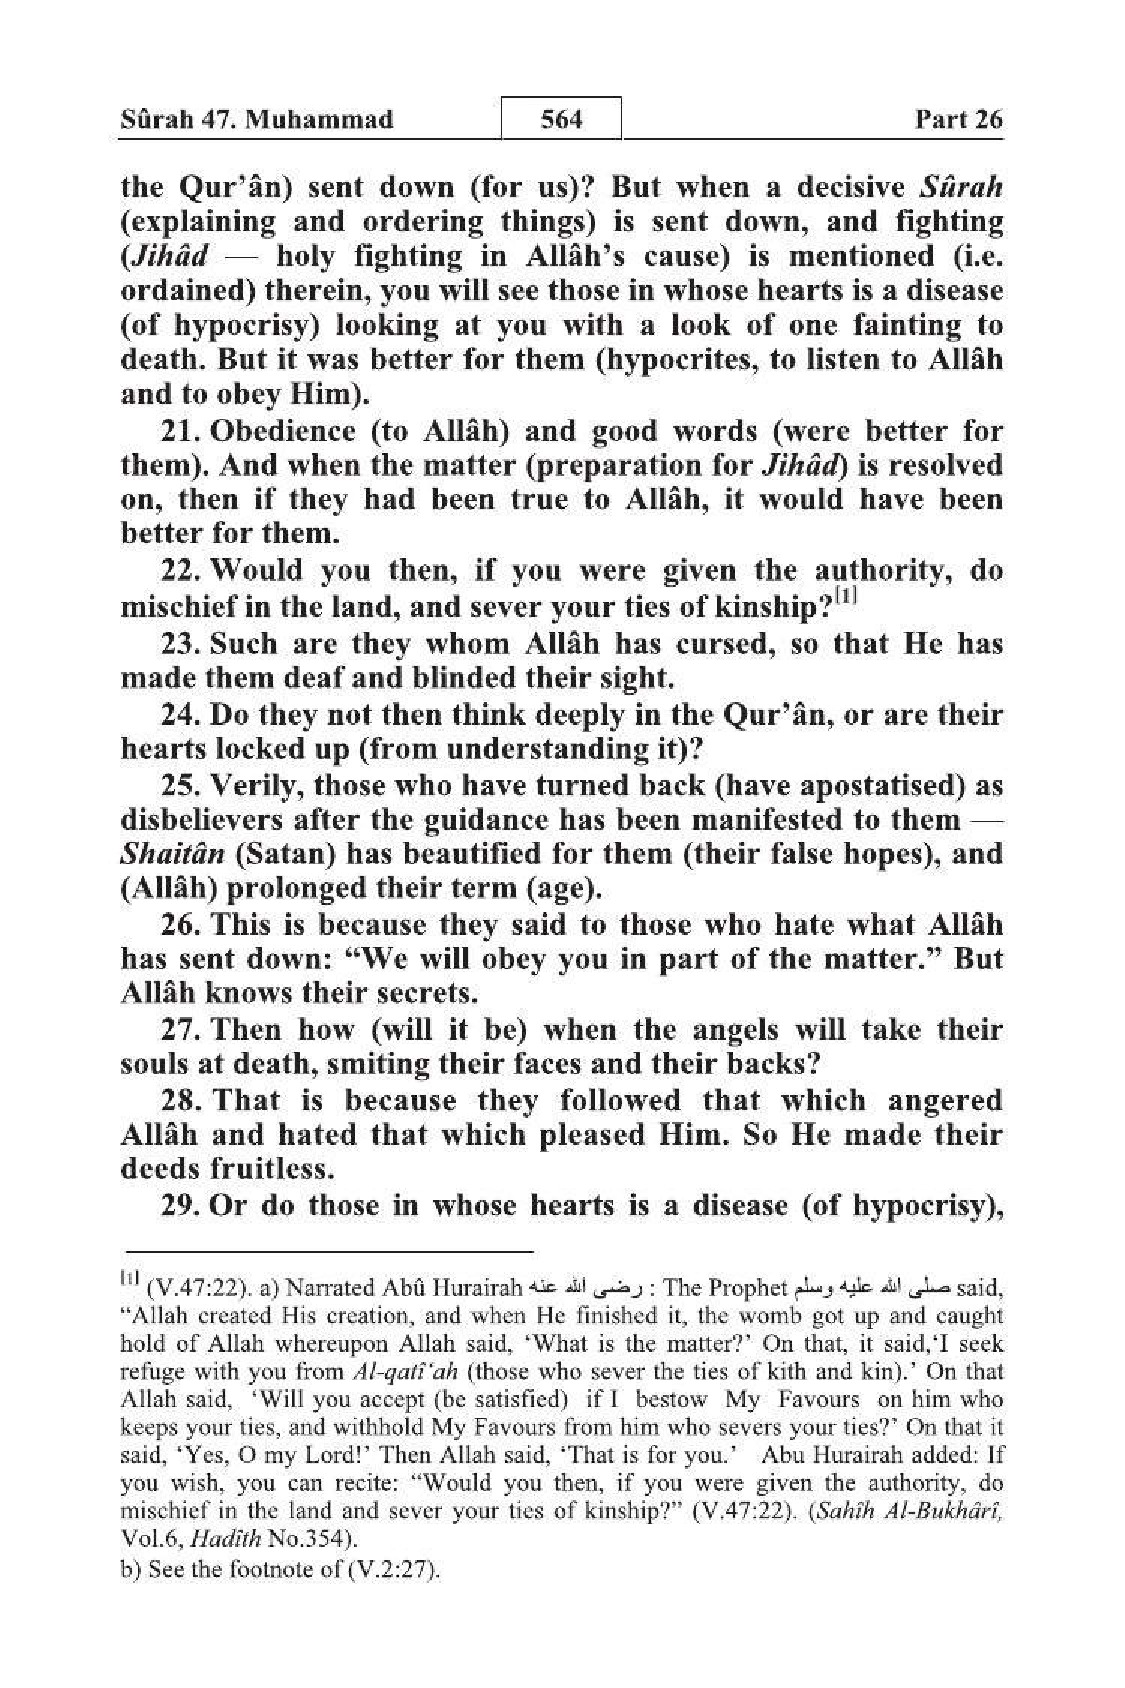 Sûrah 47. Muhammad 564 Part 26
the Qur’ân) sent down (for us)? But when a decisive Sûrah
(explaining and ordering things) is sent down, and fighting
(Jihâd — holy fighting in Allâh’s cause) is mentioned (i.e.
ordained) therein, you will see those in whose hearts is a disease
(of hypocrisy) looking at you with a look of one fainting to
death. But it was better for them (hypocrites, to listen to Allâh
and to obey Him).
21. Obedience (to Allâh) and good words (were better for
them). And when the matter (preparation for Jihâd) is resolved
on, then if they had been true to Allâh, it would have been
better for them.
22. Would you then, if you were given the authority, do
mischief in the land, and sever your ties of kinship?[1]
23. Such are they whom Allâh has cursed, so that He has
made them deaf and blinded their sight.
24. Do they not then think deeply in the Qur’ân, or are their
hearts locked up (from understanding it)?
25. Verily, those who have turned back (have apostatised) as
disbelievers after the guidance has been manifested to them —
Shaitân (Satan) has beautified for them (their false hopes), and
(Allâh) prolonged their term (age).
26. This is because they said to those who hate what Allâh
has sent down: “We will obey you in part of the matter.” But
Allâh knows their secrets.
27. Then how (will it be) when the angels will take their
souls at death, smiting their faces and their backs?
28. That is because they followed that which angered
Allâh and hated that which pleased Him. So He made their
deeds fruitless.
29. Or do those in whose hearts is a disease (of hypocrisy),
[1] (V.47:22). a) Narrated Abû Hurairah رضى الله عنه : The Prophet صلى الله عليه وسلم said,
“Allah created His creation, and when He finished it, the womb got up and caught
hold of Allah whereupon Allah said, ‘What is the matter?’ On that, it said,‘I seek
refuge with you from Al-qatî‘ah (those who sever the ties of kith and kin).’ On that
Allah said, ‘Will you accept (be satisfied) if I bestow My Favours on him who
keeps your ties, and withhold My Favours from him who severs your ties?’ On that it
said, ‘Yes, O my Lord!’ Then Allah said, ‘That is for you.’ Abu Hurairah added: If
you wish, you can recite: “Would you then, if you were given the authority, do
mischief in the land and sever your ties of kinship?” (V.47:22). (Sahîh Al-Bukhârî,
Vol.6, Hadîth No.354).
b) See the footnote of (V.2:27).